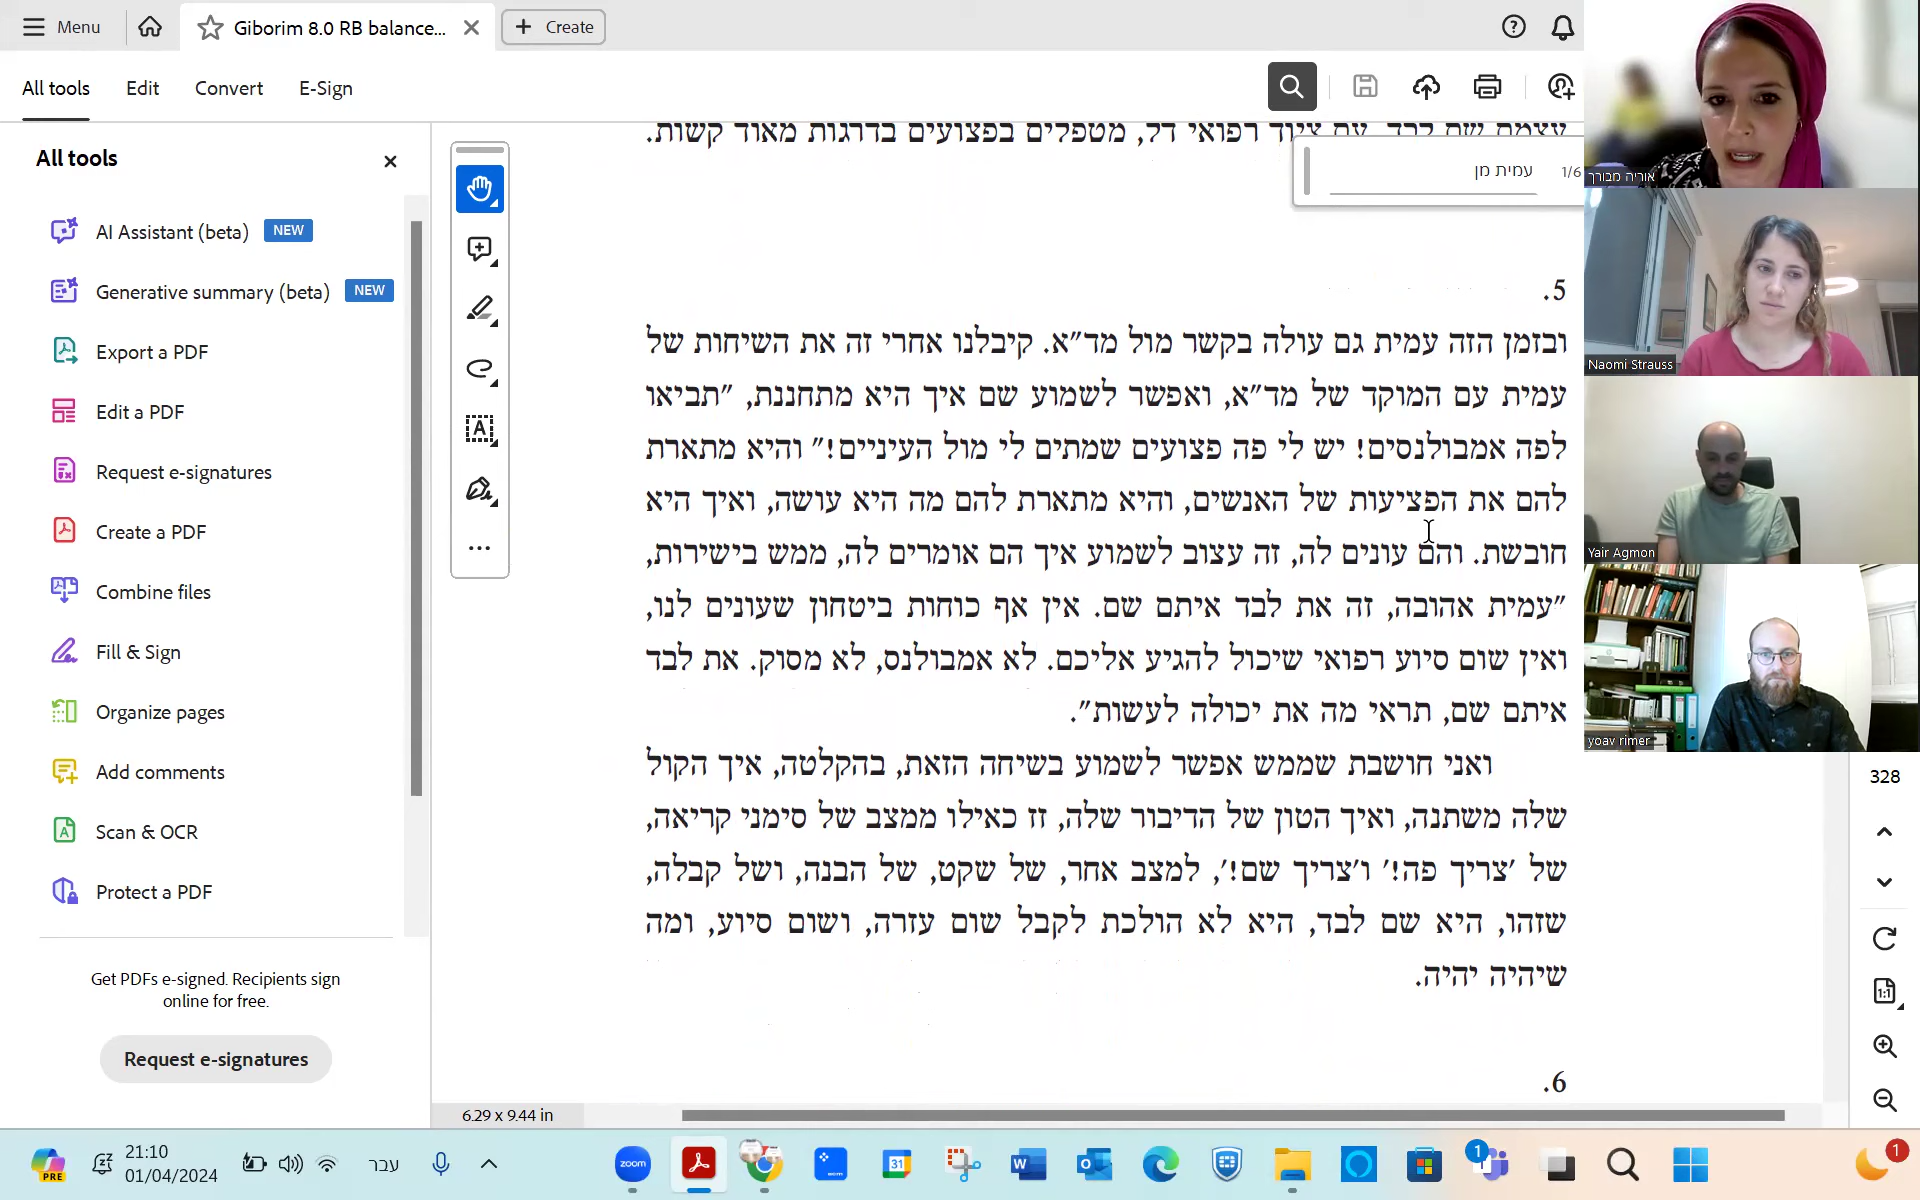 Menu
Giborim 8.0 RB balance...
Create
All tools
Edit
Convert
E-Sign
All tools
AI Assistant (beta) NEW
Generative summary (beta) NEW
Export a PDF
Edit a PDF
Request e-signatures
Create a PDF
Combine files
Fill & Sign
Organize pages
Add comments
Scan & OCR
Protect a PDF
Get PDFs e-signed. Recipients sign
online for free.
Request e-signatures
עצמם שם לבד, עם ציוד רפואי דל, מטפלים בפצועים בדרגות מאוד קשות.
עמית מן
1/6
5.
ובזמן הזה עמית גם עולה בקשר מול מד״א. קיבלנו אחרי זה את השיחות של
עמית עם המוקד של מד״א, ואפשר לשמוע שם איך היא מתחננת, ״תביאו
לפה אמבולנסים! יש לי פה פצועים שמתים לי מול העיניים!״ והיא מתארת
להם את הפציעות של האנשים, והיא מתארת להם מה היא עושה, ואיך היא
חובשת. והם עונים לה, זה עצוב לשמוע איך הם אומרים לה, ממש בישירות,
״עמית אהובה, זה את לבד איתם שם. אין אף כוחות ביטחון שעונים לנו,
ואין שום סיוע רפואי שיכול להגיע אליכם. לא אמבולנס, לא מסוק. את לבד
איתם שם, תראי מה את יכולה לעשות״.
ואני חושבת שממש אפשר לשמוע בשיחה הזאת, בהקלטה, איך הקול
שלה משתנה, ואיך הטון של הדיבור שלה, זז כאילו ממצב של סימני קריאה,
של ׳צריך פה!׳ ו׳צריך שם!׳, למצב אחר, של שקט, של הבנה, ושל קבלה,
שזהו, היא שם לבד, היא לא הולכת לקבל שום עזרה, ושום סיוע, ומה
שיהיה יהיה.
6.
6.29 x 9.44 in
328
1:1
אוריה מבורך
Naomi Strauss
Yair Agmon
yoav rimer
PRE
21:10
01/04/2024
עבר
zoom
31
1
1